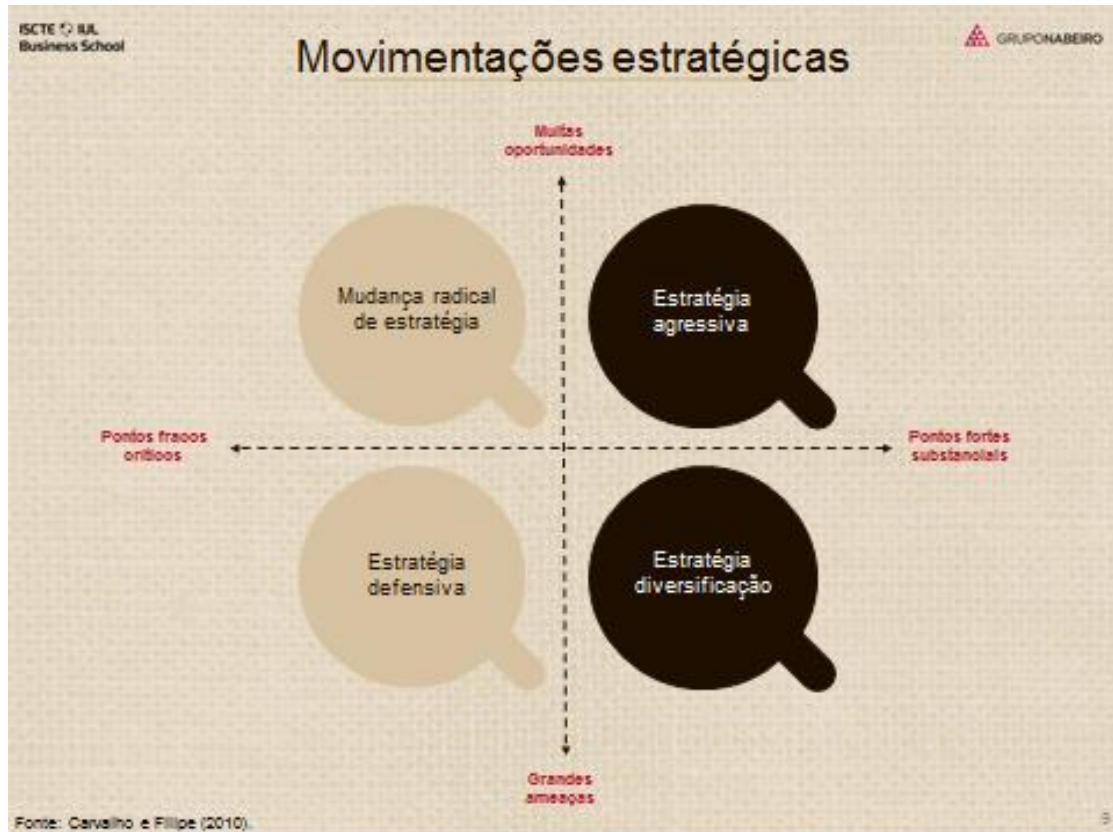 ISCTE IUL
Business School
GRUPONABEIRO
Movimentações estratégicas
Muitas
oportunidades
Mudança radical
de estratégia
Estratégia
agressiva
Pontos fracos
críticos
Pontos fortes
substanciais
Estratégia
defensiva
Estratégia
diversificação
Grandes
ameaças
Fonte: Carvalho e Filipe (2010).